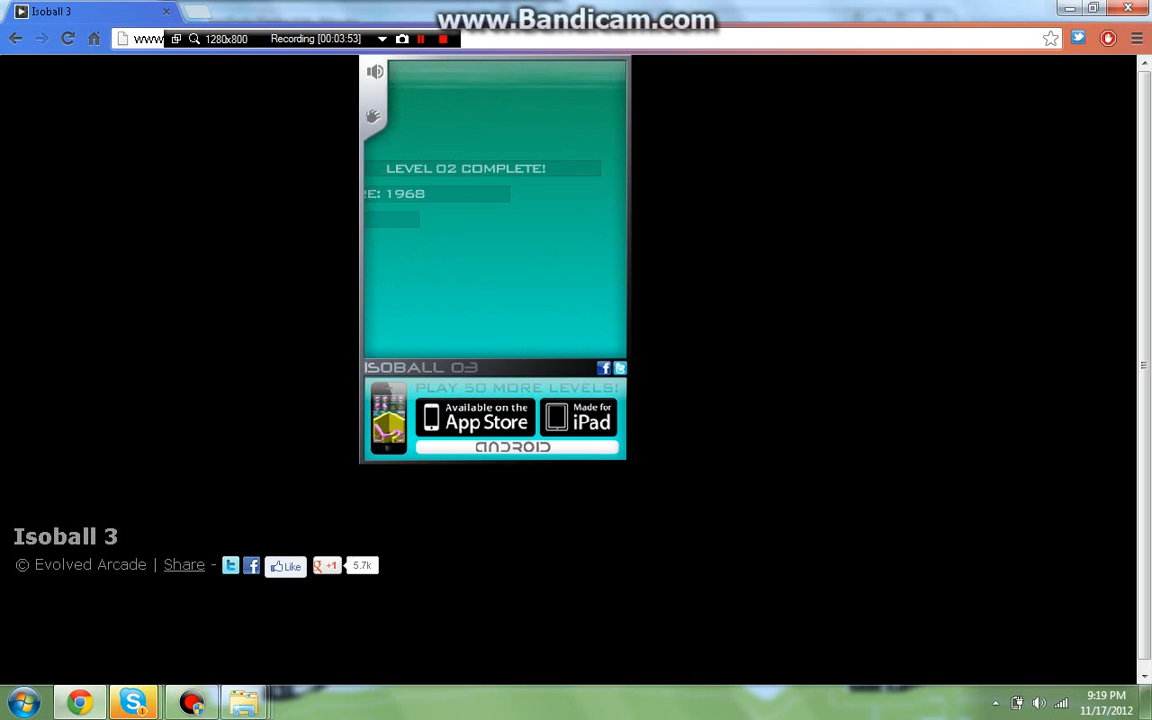 Isoball 3
www.Bandicam.com
www
1280x800
Recording [00:03:53]
LEVEL 02 COMPLETE!
RE: 1968
ISOBALL 03
PLAY 50 MORE LEVELS!
Available on the
App Store
Made for
iPad
ANDROID
Isoball 3
© Evolved Arcade | Share -
Like
+1
5.7k
9:19 PM
11/17/2012